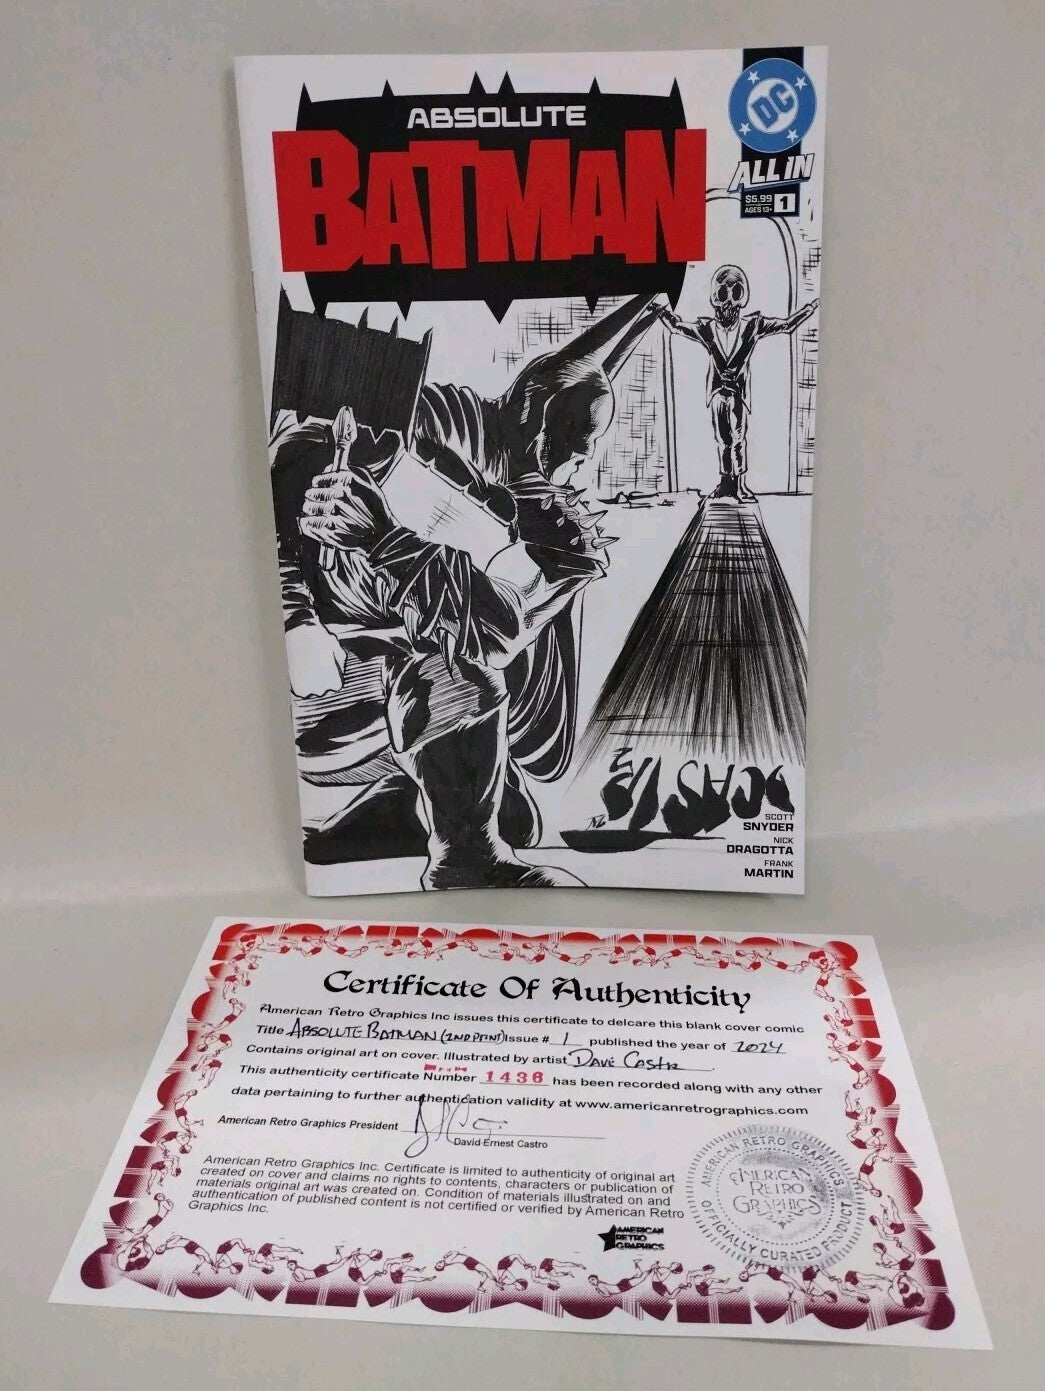 ABSOLUTE
BATMAN
DC
ALL IN
$5.99
AGES 13+
1
SCOTT
SNYDER
NICK
DRAGOTTA
FRANK
MARTIN
Certificate Of Authenticity
American Retro Graphics Inc issues this certificate to delcare this blank cover comic
Title ABSOLUTE BATMAN (2ND PRINT) Issue # 1 published the year of 2024
Contains original art on cover. Illustrated by artist Dave Castr
This authenticity certificate Number 1436 has been recorded along with any other
data pertaining to further authentication validity at www.americanretrographics.com
American Retro Graphics President
David Ernest Castro
American Retro Graphics Inc. Certificate is limited to authenticity of original art
created on cover and claims no rights to contents, characters or publication of
materials original art was created on. Condition of materials illustrated on and
authentication of published content is not certified or verified by American Retro
Graphics Inc.
AMERICAN
RETRO
GRAPHICS
AMERICAN RETRO GRAPHICS
AMERICAN
RETRO
GRAPHICS
OFFICIALLY CURATED PRODUCT